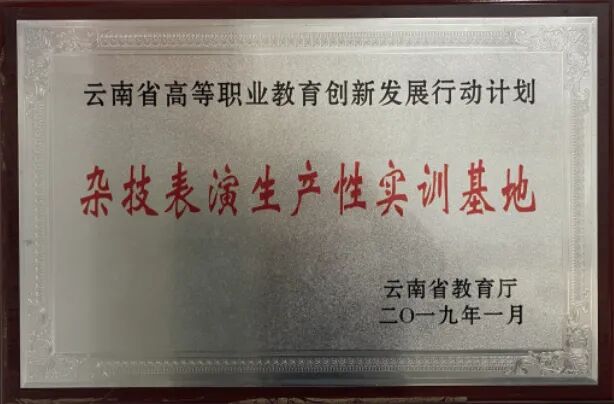 云南省高等职业教育创新发展行动计划
杂技表演生产性实训基地
云南省教育厅
二〇一九年一月